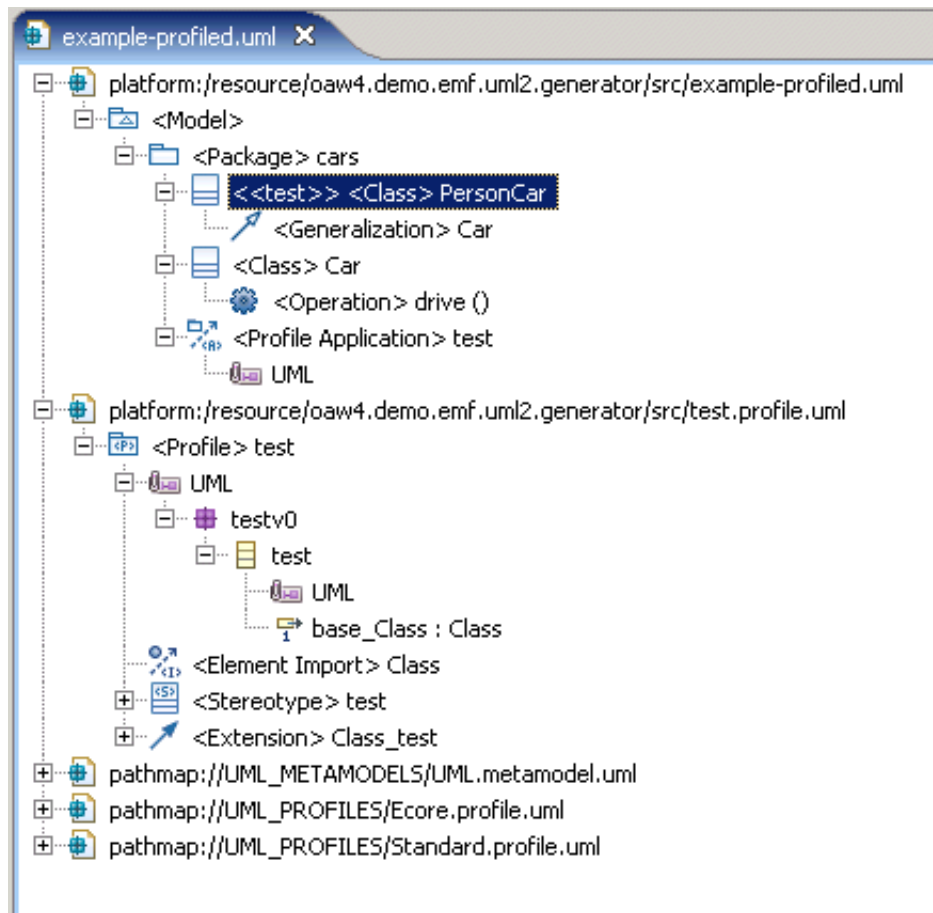 example-profiled.uml
platform:/resource/oaw4.demo.emf.uml2.generator/src/example-profiled.uml
<Model>
<Package> cars
<<test>> <Class> PersonCar
<Generalization> Car
<Class> Car
<Operation> drive ()
<Profile Application> test
UML
platform:/resource/oaw4.demo.emf.uml2.generator/src/test.profile.uml
<Profile> test
UML
testv0
test
UML
base_Class : Class
<Element Import> Class
<Stereotype> test
<Extension> Class_test
pathmap://UML_METAMODELS/UML.metamodel.uml
pathmap://UML_PROFILES/Ecore.profile.uml
pathmap://UML_PROFILES/Standard.profile.uml